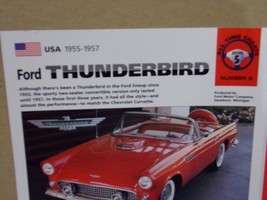 USA 1955-1957
Ford THUNDERBIRD
Although there's been a Thunderbird in the Ford lineup since
1955, the sporty two-seater convertible version only lasted
until 1957. In those first three years, it had all the style—and
almost the performance—to match the Chevrolet Corvette.
ALL TIME GREATS
5
NUMBER
Produced by
Ford Motor Company
Dearborn, Michigan